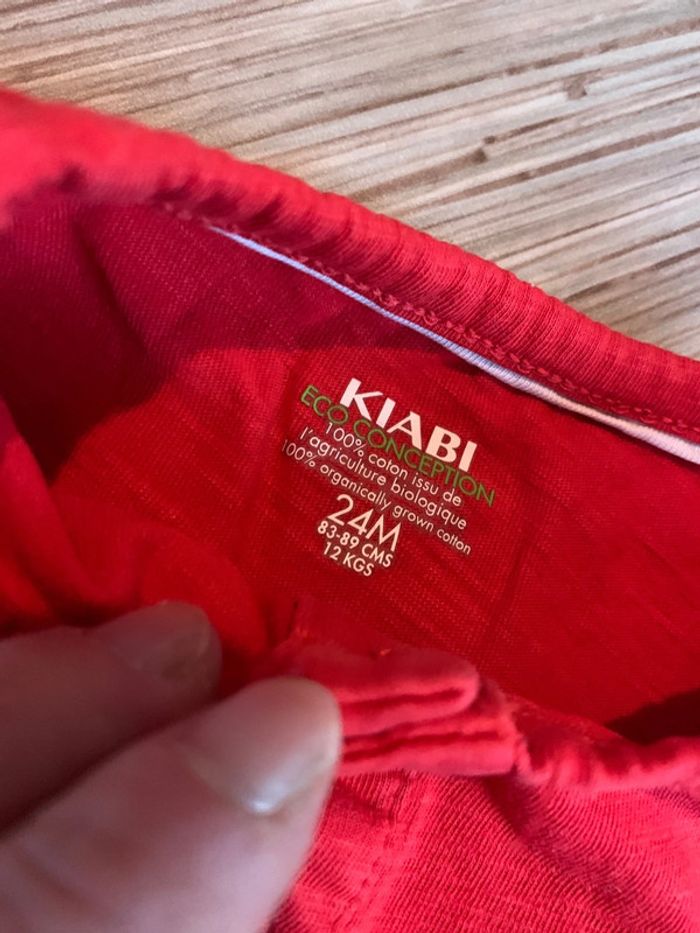 KIABI
ECO CONCEPTION
100% coton issu de
l'agriculture biologique
100% organically grown cotton
24M
83-89 CMS
12 KGS